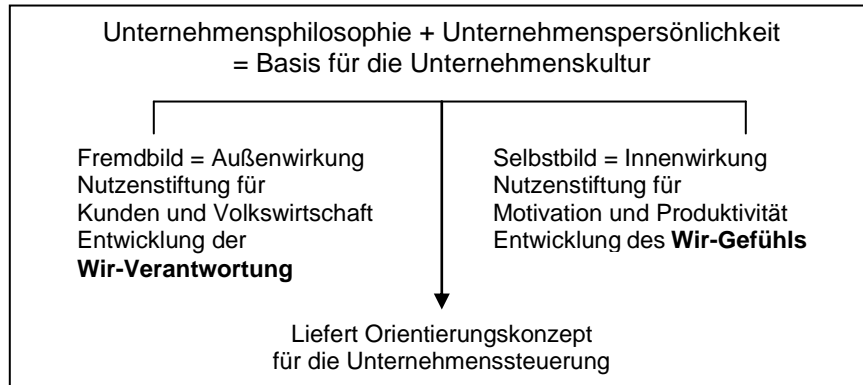 Unternehmensphilosophie + Unternehmenspersönlichkeit
= Basis für die Unternehmenskultur
Fremdbild = Außenwirkung
Nutzenstiftung für
Kunden und Volkswirtschaft
Entwicklung der
Wir-Verantwortung
Selbstbild = Innenwirkung
Nutzenstiftung für
Motivation und Produktivität
Entwicklung des Wir-Gefühls
Liefert Orientierungskonzept
für die Unternehmenssteuerung